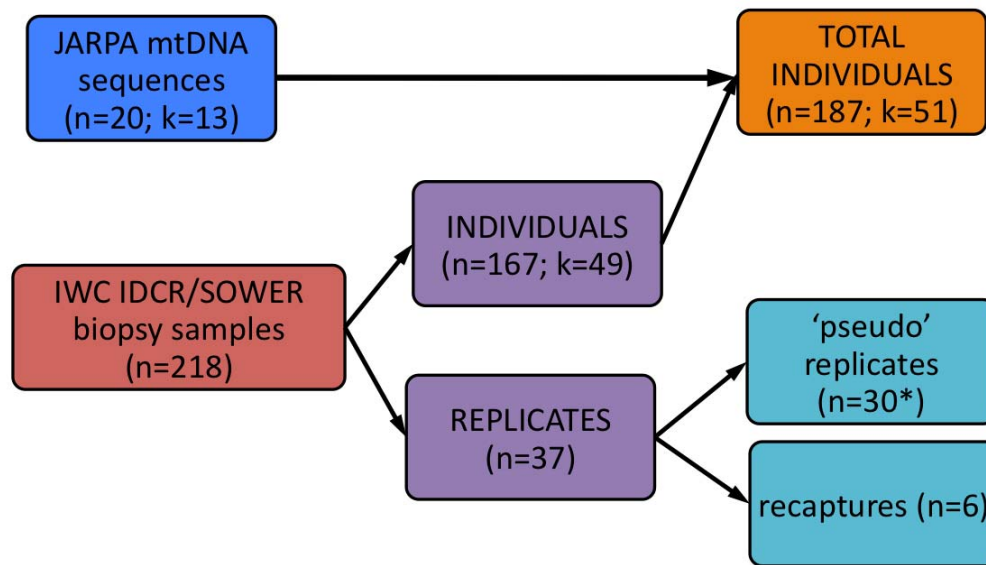 JARPA mtDNA
sequences
(n=20; k=13)
TOTAL
INDIVIDUALS
(n=187; k=51)
INDIVIDUALS
(n=167; k=49)
IWC IDCR/SOWER
biopsy samples
(n=218)
REPLICATES
(n=37)
‘pseudo’
replicates
(n=30*)
recaptures (n=6)